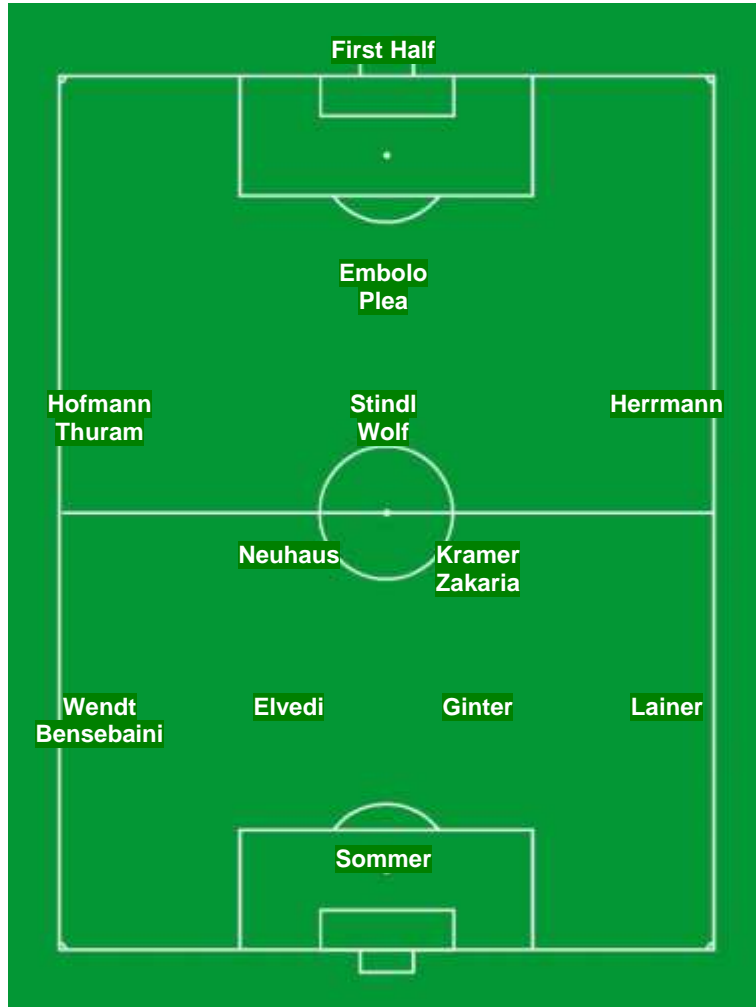 First Half
Embolo
Plea
Hofmann
Thuram
Stindl
Wolf
Herrmann
Neuhaus
Kramer
Zakaria
Wendt
Bensebaini
Elvedi
Ginter
Lainer
Sommer